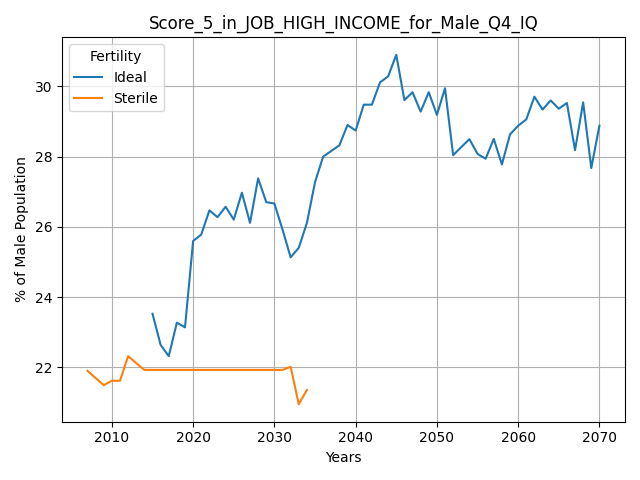 Score_5_in_JOB_HIGH_INCOME_for_Male_Q4_IQ
Fertility
Ideal
Sterile
% of Male Population
30
28
26
24
22
2010 2020 2030 2040 2050 2060 2070
Years